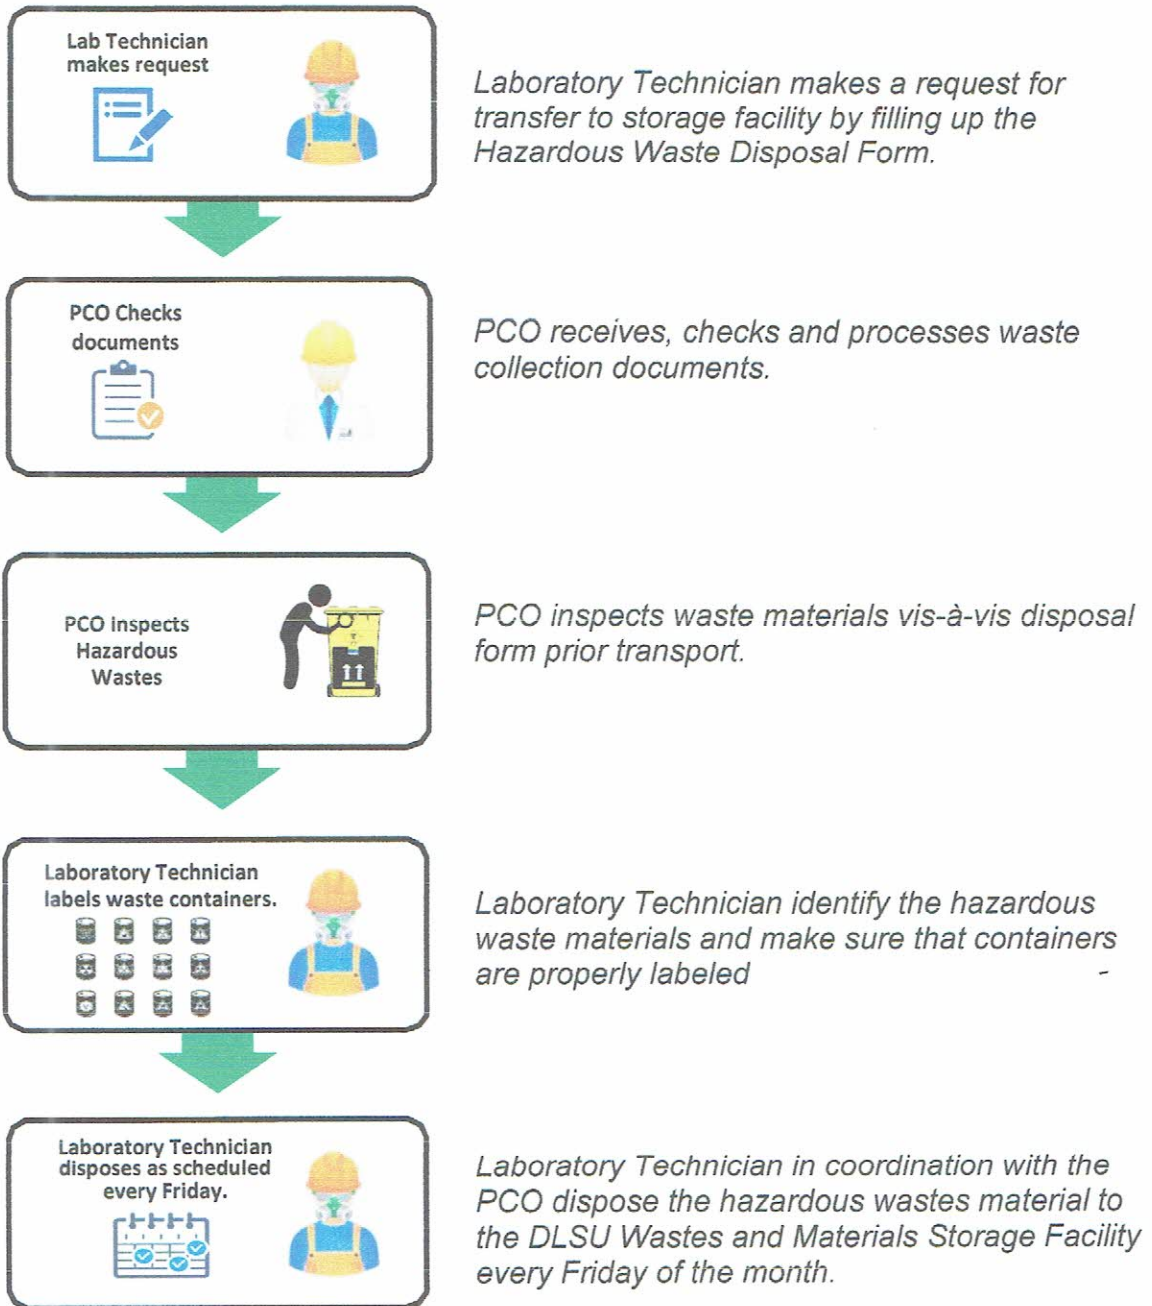 Lab Technician
makes request
Laboratory Technician makes a request for
transfer to storage facility by filling up the
Hazardous Waste Disposal Form.
PCO Checks
documents
PCO receives, checks and processes waste
collection documents.
PCO inspects
Hazardous
Wastes
PCO inspects waste materials vis-à-vis disposal
form prior transport.
Laboratory Technician
labels waste containers.
Laboratory Technician identify the hazardous
waste materials and make sure that containers
are properly labeled
Laboratory Technician
disposes as scheduled
every Friday.
Laboratory Technician in coordination with the
PCO dispose the hazardous wastes material to
the DLSU Wastes and Materials Storage Facility
every Friday of the month.